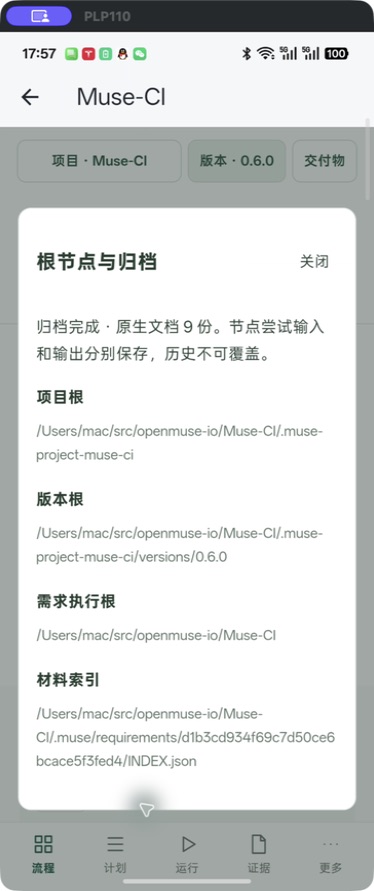 PLP110
17:57
5G 5G 100
Muse-CI
项目 · Muse-CI
版本 · 0.6.0
交付物
根节点与归档
关闭
归档完成 · 原生文档 9 份。节点尝试输入
和输出分别保存，历史不可覆盖。
项目根
/Users/mac/src/openmuse-io/Muse-CI/.muse-
project-muse-ci
版本根
/Users/mac/src/openmuse-io/Muse-CI/.muse-
project-muse-ci/versions/0.6.0
需求执行根
/Users/mac/src/openmuse-io/Muse-CI
材料索引
/Users/mac/src/openmuse-io/Muse-
CI/.muse/requirements/d1b3cd934f69c7d50ce6
bcace5f3fed4/INDEX.json
流程
计划
运行
证据
更多